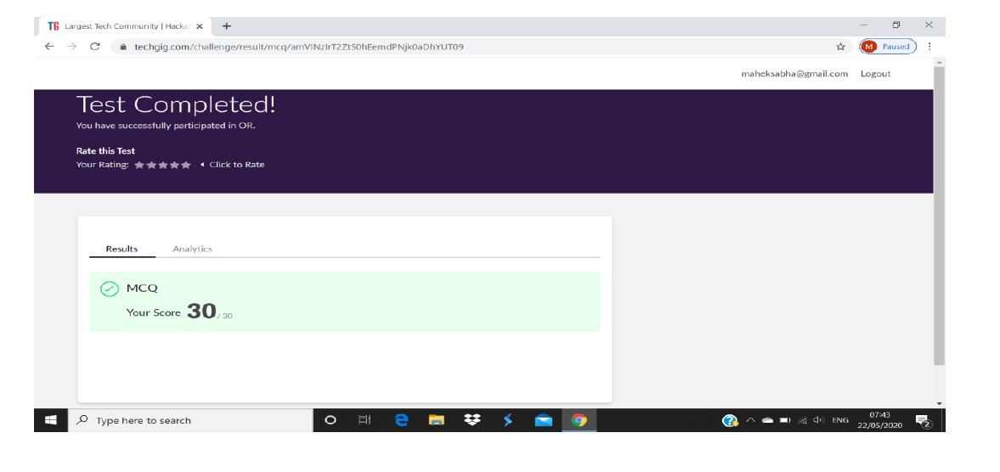 TG Largest Tech Community | Hacka
techgig.com/challenge/result/mcq/
M Paused
maheksabha@gmail.com Logout
Test Completed!
You have successfully participated in OR.
Rate this Test
Your Rating: Click to Rate
Results Analytics
MCQ
Your Score 30 / 30
Type here to search
ENG
07:43
22/05/2020
2